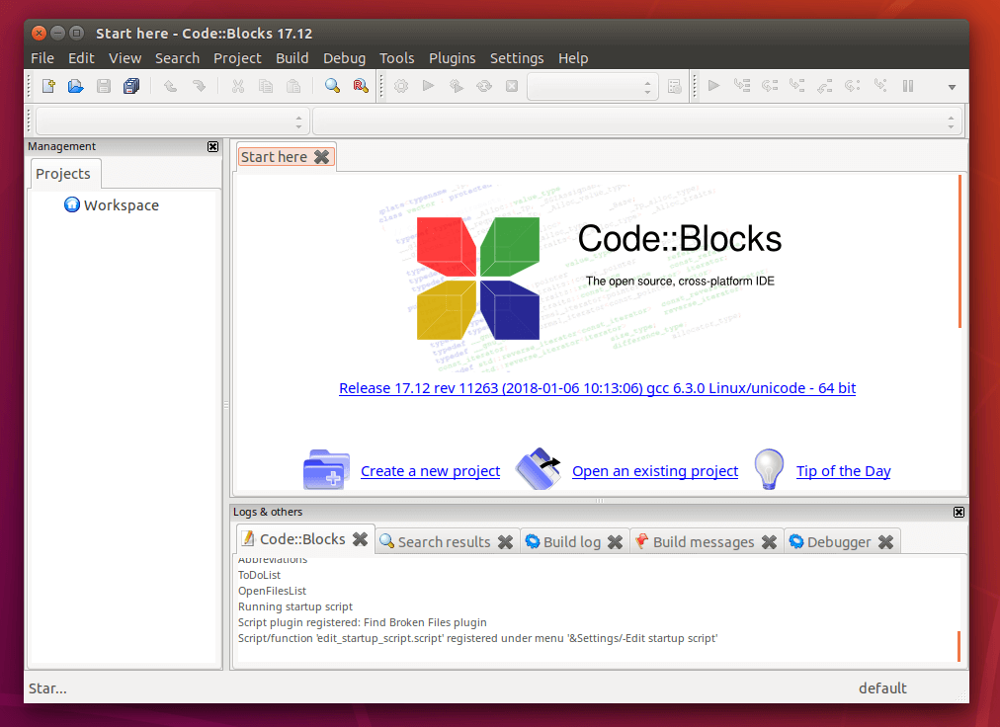 Start here - Code::Blocks 17.12
File Edit View Search Project Build Debug Tools Plugins Settings Help
Management
Projects
Workspace
Start here
Code::Blocks
The open source, cross-platform IDE
Release 17.12 rev 11263 (2018-01-06 10:13:06) gcc 6.3.0 Linux/unicode - 64 bit
Create a new project Open an existing project Tip of the Day
Logs & others
Code::Blocks Search results Build log Build messages Debugger
Abbreviations
ToDoList
OpenFilesList
Running startup script
Script plugin registered: Find Broken Files plugin
Script/function 'edit_startup_script.script' registered under menu '&Settings/-Edit startup script'
Star... default